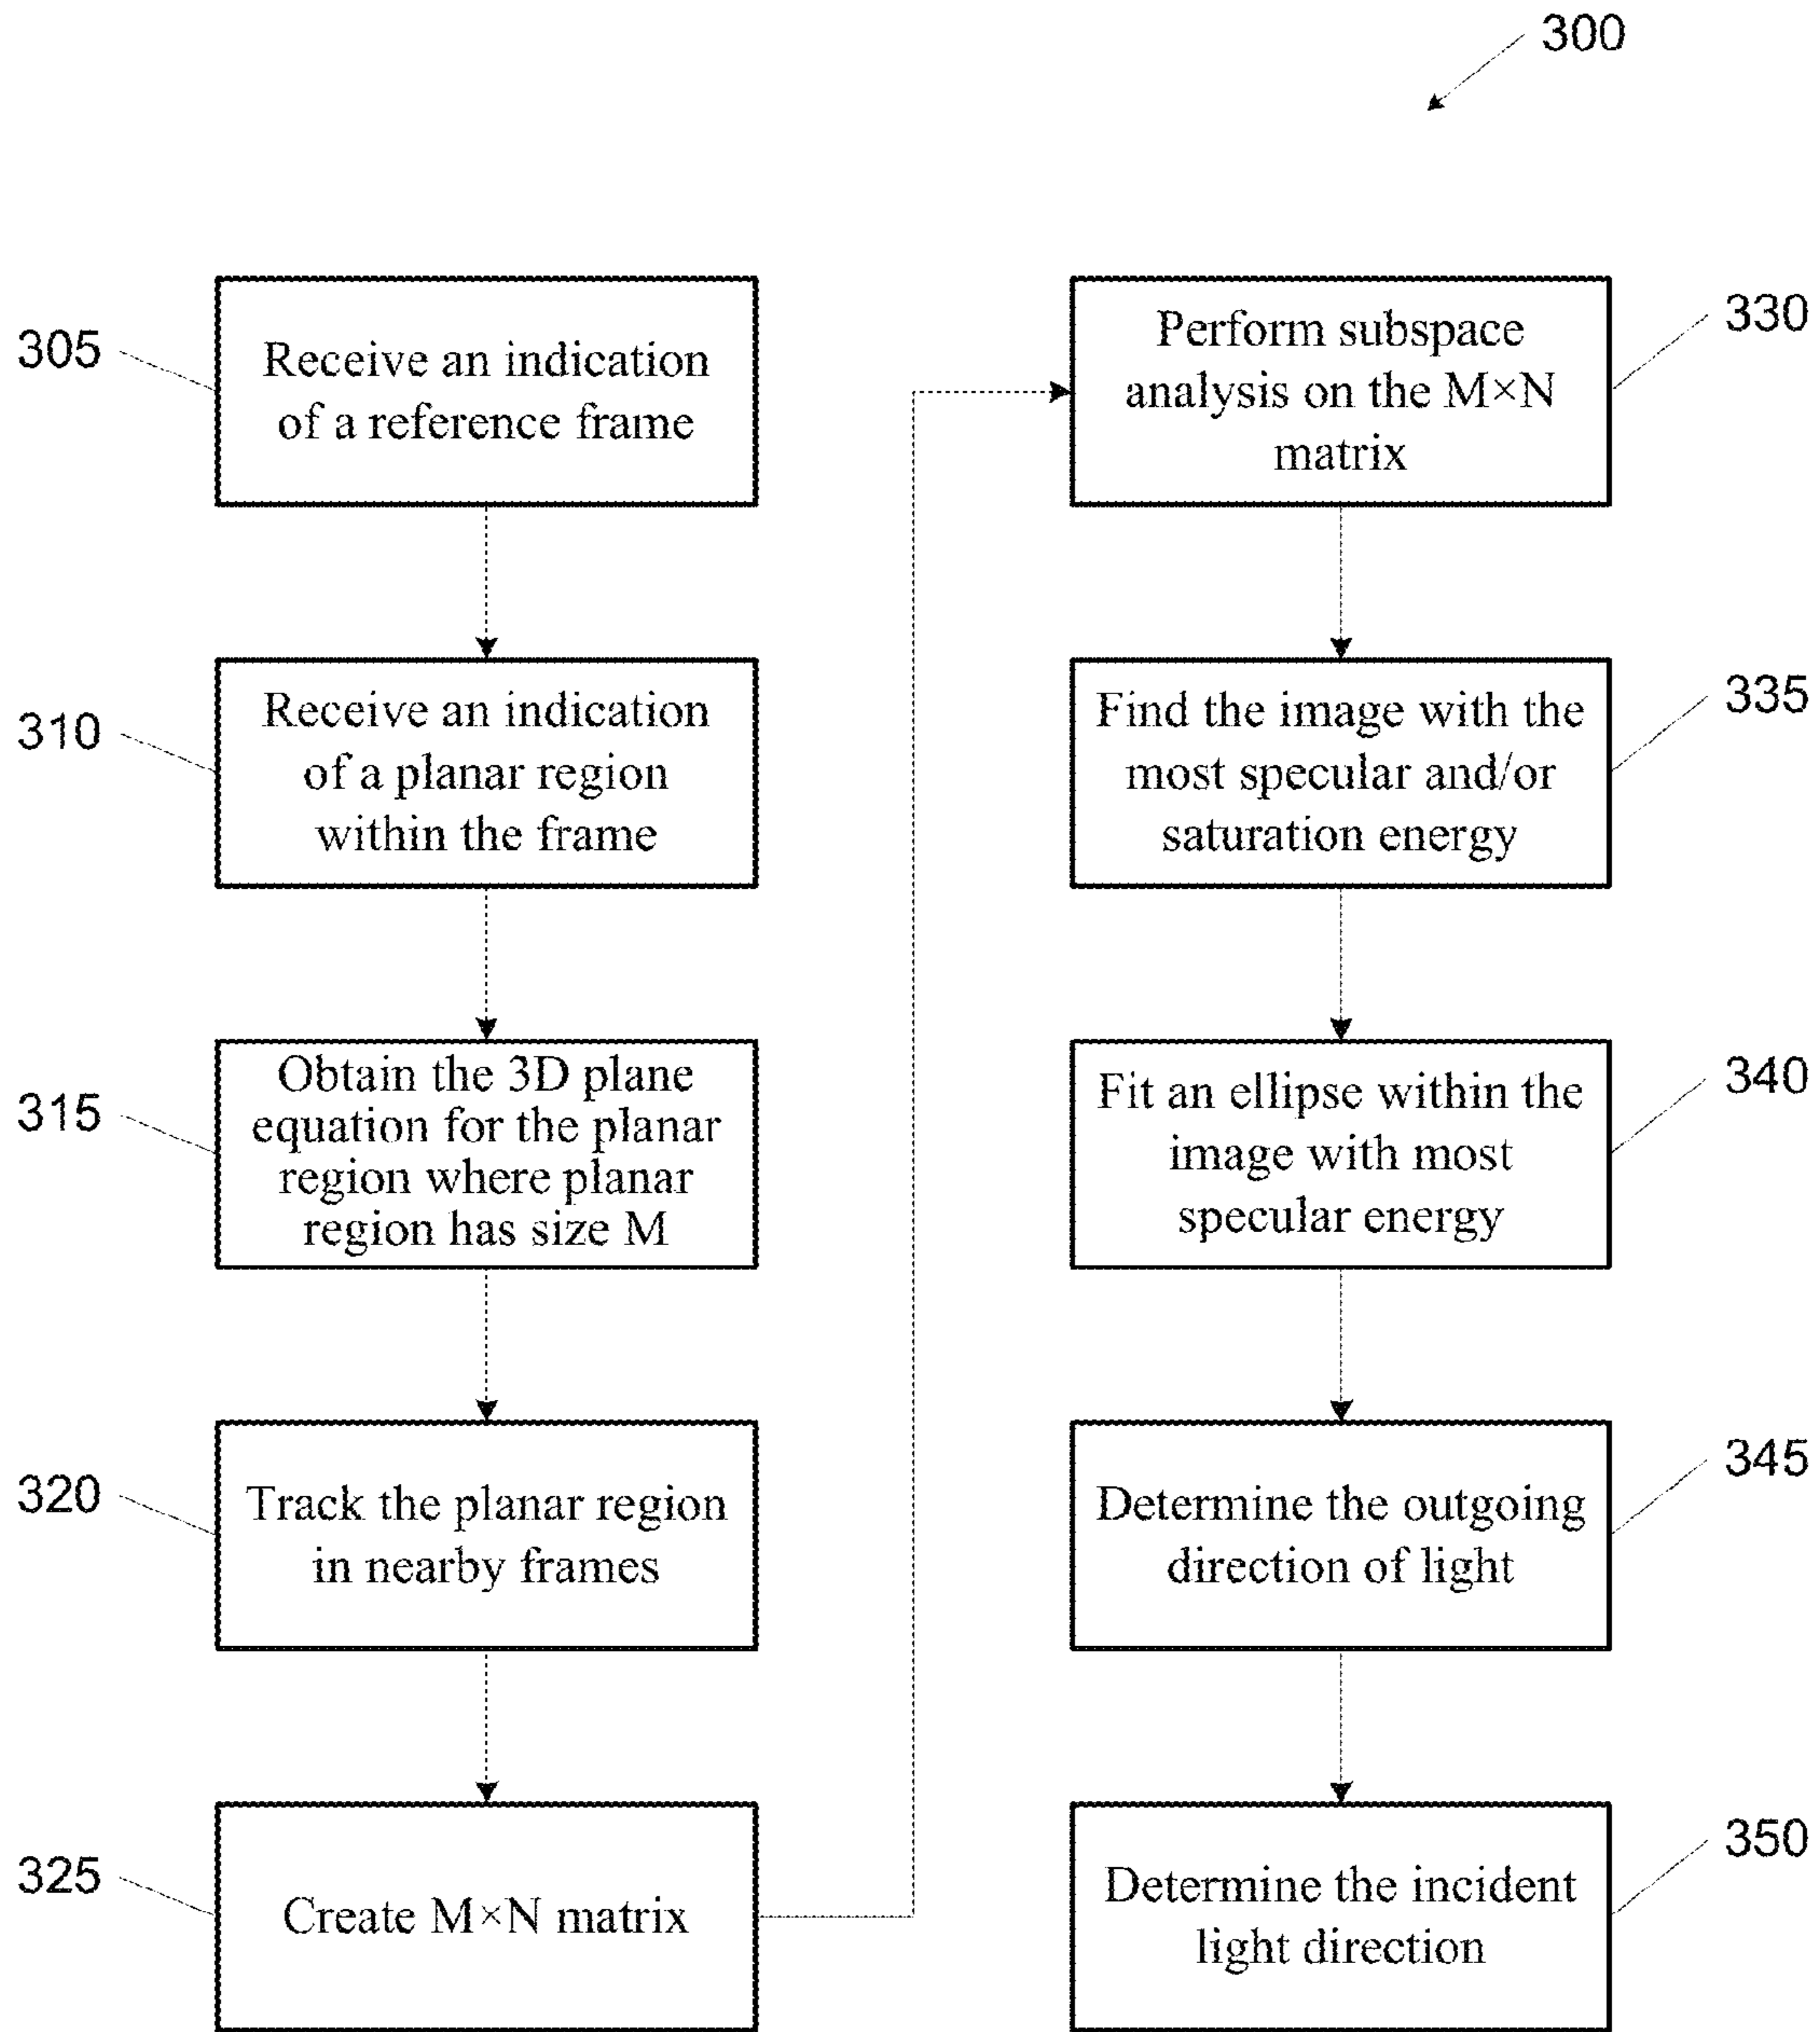 300
305
Receive an indication
of a reference frame
310
Receive an indication
of a planar region
within the frame
315
Obtain the 3D plane
equation for the planar
region where planar
region has size M
320
Track the planar region
in nearby frames
325
Create M×N matrix
330
Perform subspace
analysis on the M×N
matrix
335
Find the image with the
most specular and/or
saturation energy
340
Fit an ellipse within the
image with most
specular energy
345
Determine the outgoing
direction of light
350
Determine the incident
light direction